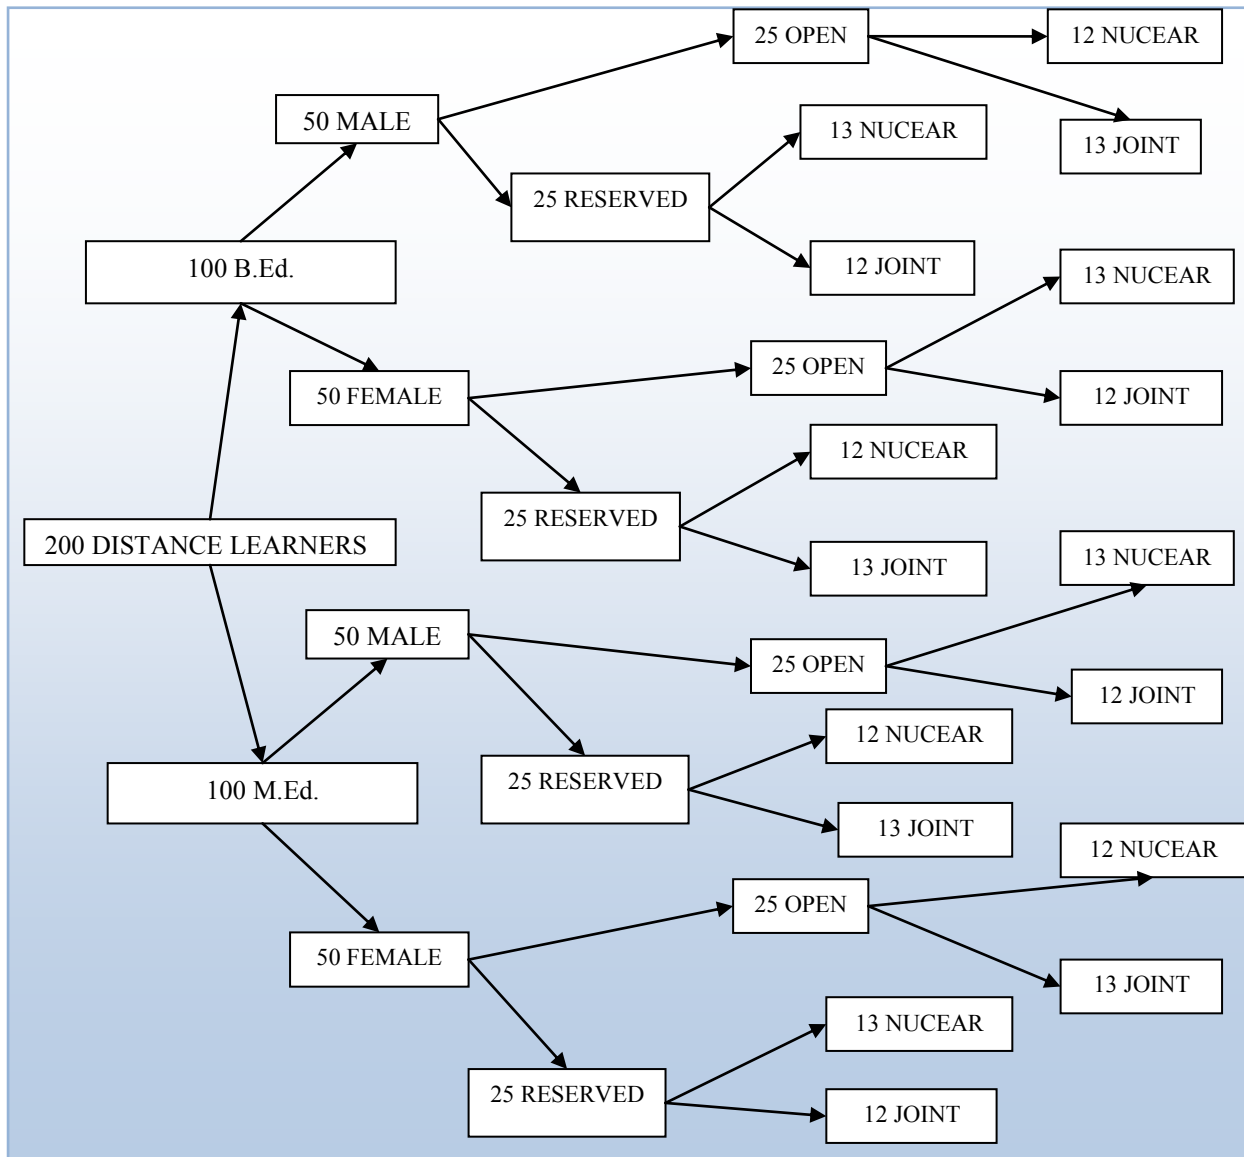 25 OPEN
12 NUCEAR
50 MALE
13 NUCEAR
13 JOINT
25 RESERVED
12 JOINT
100 B.Ed.
13 NUCEAR
25 OPEN
50 FEMALE
12 JOINT
12 NUCEAR
25 RESERVED
200 DISTANCE LEARNERS
13 JOINT
13 NUCEAR
50 MALE
25 OPEN
12 JOINT
12 NUCEAR
25 RESERVED
100 M.Ed.
13 JOINT
12 NUCEAR
25 OPEN
50 FEMALE
13 JOINT
13 NUCEAR
25 RESERVED
12 JOINT